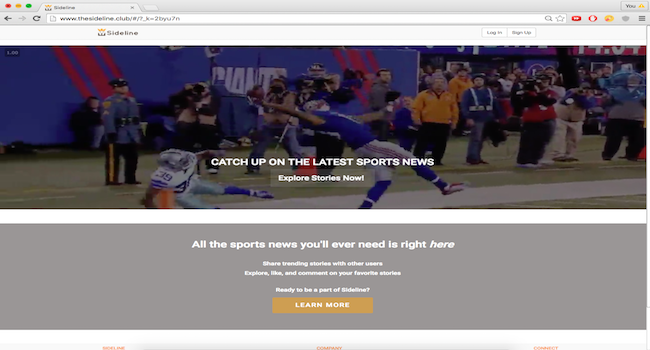 Sideline
You
www.thesideline.club/#/?_k=2byu7n
Sideline
Log In
Sign Up
GIANTS
CATCH UP ON THE LATEST SPORTS NEWS
Explore Stories Now!
All the sports news you'll ever need is right here
Share trending stories with other users
Explore, like, and comment on your favorite stories
Ready to be a part of Sideline?
LEARN MORE
SIDELINE
COMPANY
CONNECT